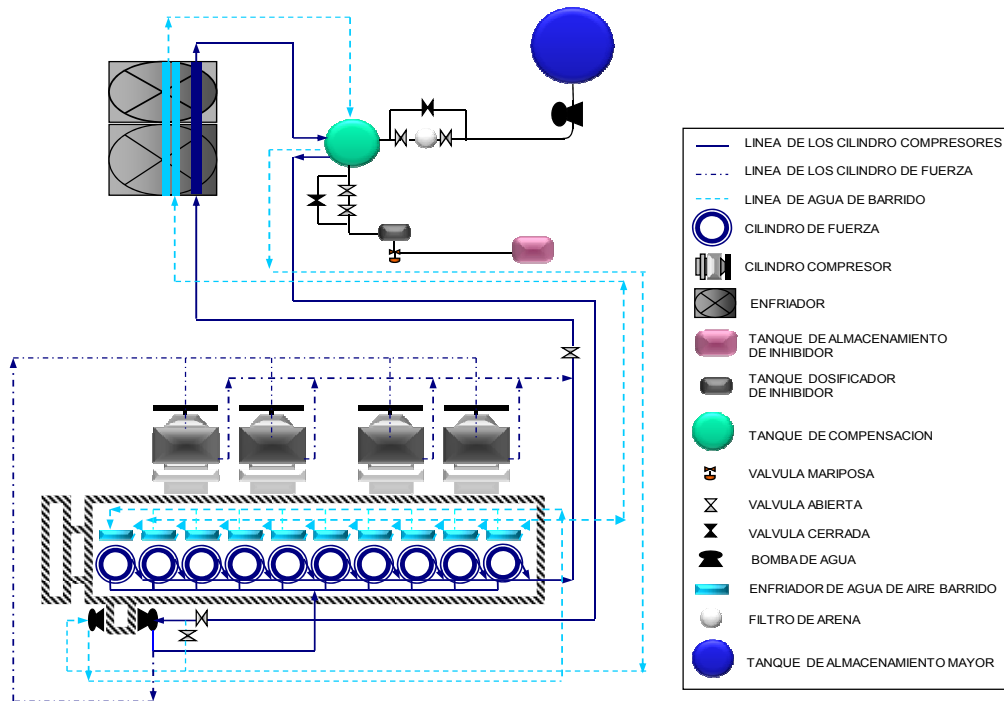 LINEA DE LOS CILINDRO COMPRESORES
LINEA DE LOS CILINDRO DE FUERZA
LINEA DE AGUA DE BARRIDO
CILINDRO DE FUERZA
CILINDRO COMPRESOR
ENFRIADOR
TANQUE DE ALMACENAMIENTO
DE INHIBIDOR
TANQUE DOSIFICADOR
DE INHIBIDOR
TANQUE DE COMPENSACION
VALVULA MARIPOSA
VALVULA ABIERTA
VALVULA CERRADA
BOMBA DE AGUA
ENFRIADOR DE AGUA DE AIRE BARRIDO
FILTRO DE ARENA
TANQUE DE ALMACENAMIENTO MAYOR